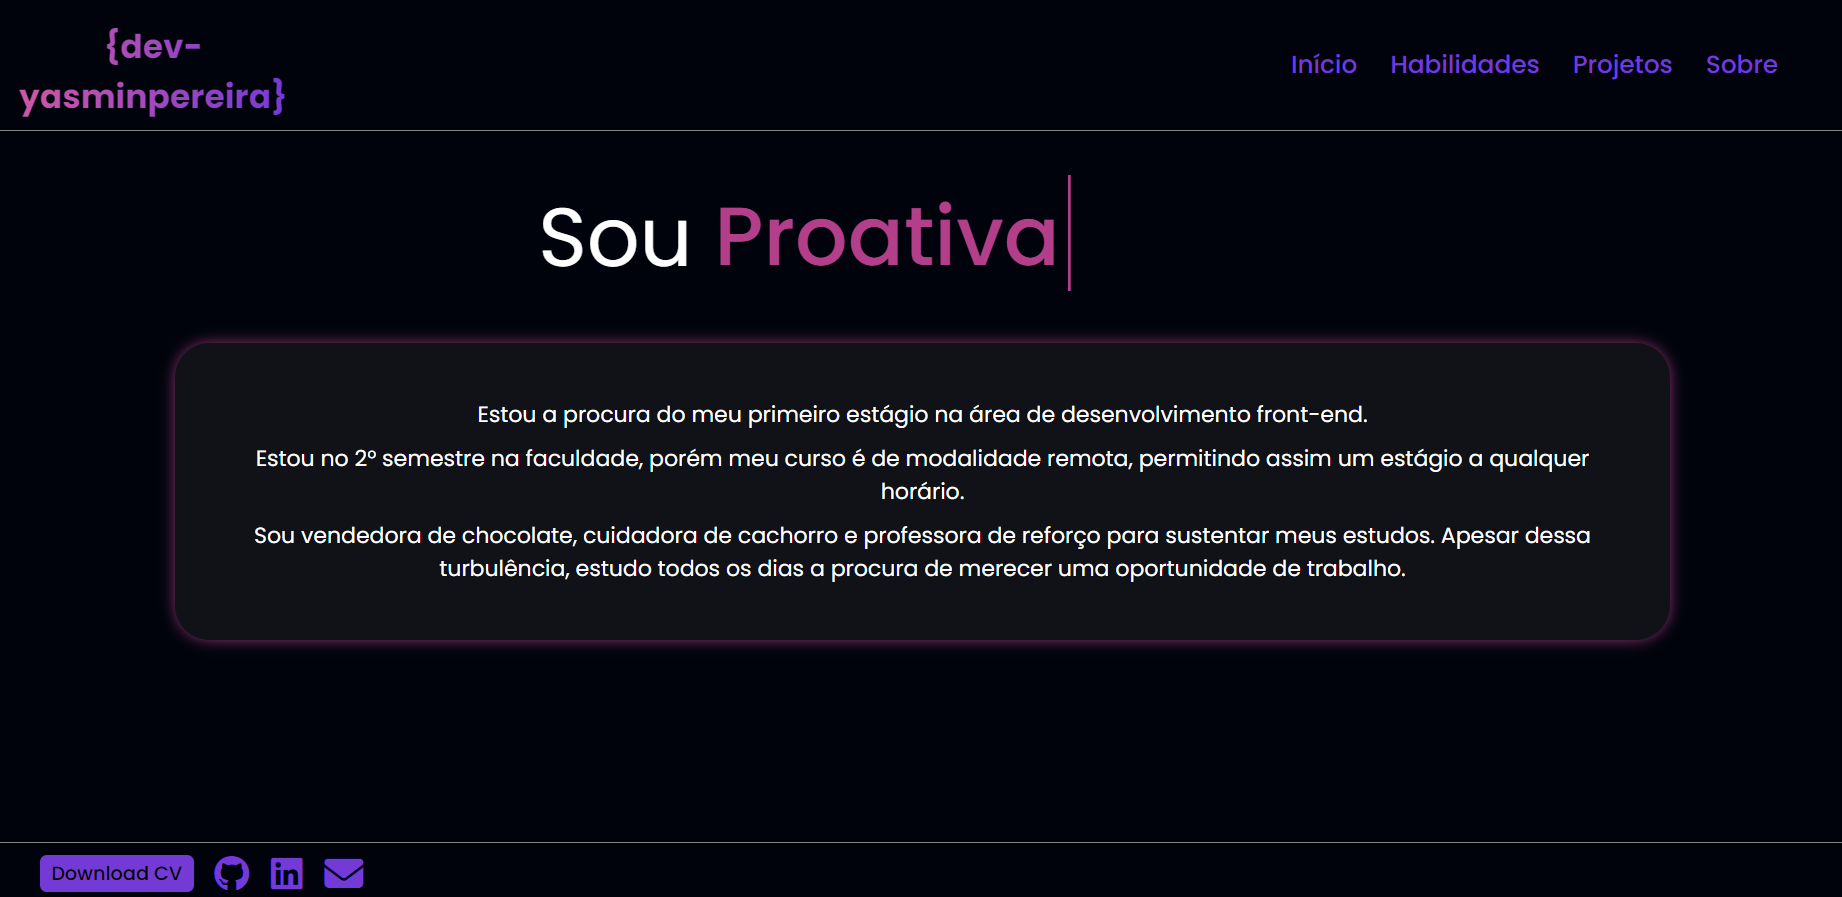 {dev-
yasminpereira}
Início Habilidades Projetos Sobre
Sou Proativa
Estou a procura do meu primeiro estágio na área de desenvolvimento front-end.
Estou no 2º semestre na faculdade, porém meu curso é de modalidade remota, permitindo assim um estágio a qualquer
horário.
Sou vendedora de chocolate, cuidadora de cachorro e professora de reforço para sustentar meus estudos. Apesar dessa
turbulência, estudo todos os dias a procura de merecer uma oportunidade de trabalho.
Download CV
in